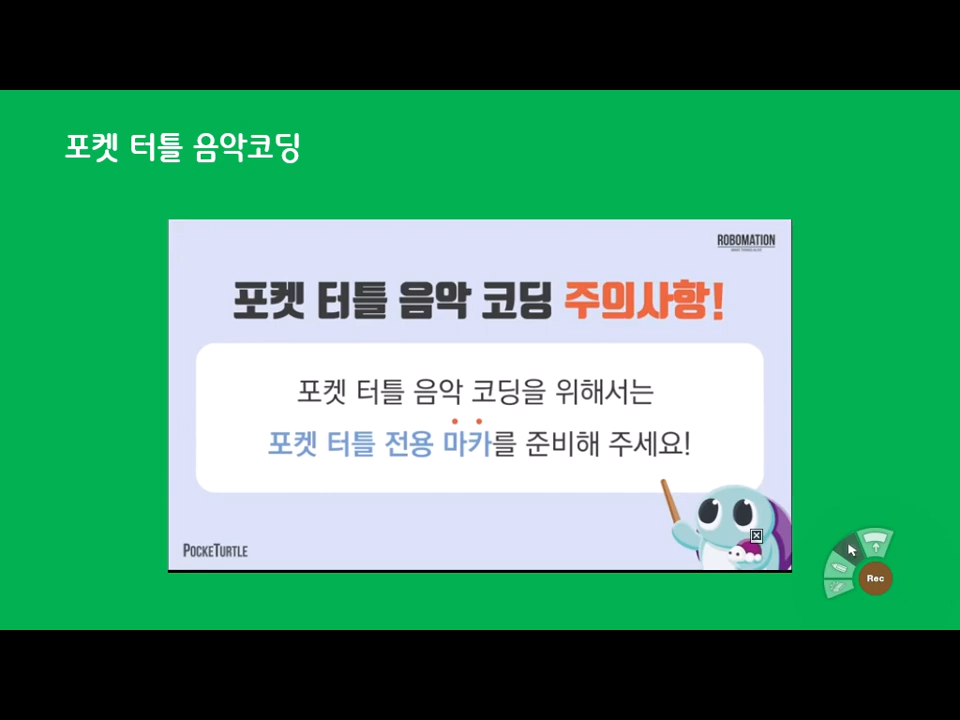 포켓 터틀 음악코딩
ROBOMATION
포켓 터틀 음악 코딩 주의사항!
포켓 터틀 음악 코딩을 위해서는
포켓 터틀 전용 마카를 준비해 주세요!
POCKETURTLE
Rec